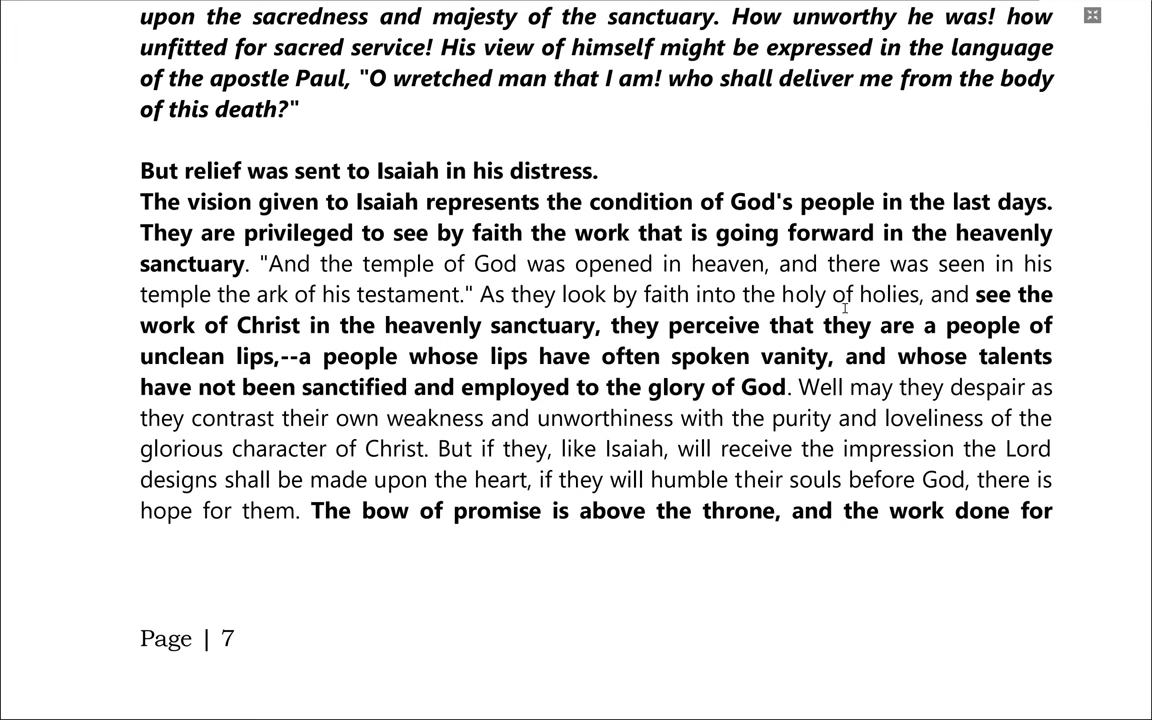 upon the sacredness and majesty of the sanctuary. How unworthy he was! how
unfitted for sacred service! His view of himself might be expressed in the language
of the apostle Paul, "O wretched man that I am! who shall deliver me from the body
of this death?"
But relief was sent to Isaiah in his distress.
The vision given to Isaiah represents the condition of God's people in the last days.
They are privileged to see by faith the work that is going forward in the heavenly
sanctuary. "And the temple of God was opened in heaven, and there was seen in his
temple the ark of his testament." As they look by faith into the holy of holies, and see the
work of Christ in the heavenly sanctuary, they perceive that they are a people of
unclean lips,--a people whose lips have often spoken vanity, and whose talents
have not been sanctified and employed to the glory of God. Well may they despair as
they contrast their own weakness and unworthiness with the purity and loveliness of the
glorious character of Christ. But if they, like Isaiah, will receive the impression the Lord
designs shall be made upon the heart, if they will humble their souls before God, there is
hope for them. The bow of promise is above the throne, and the work done for
Page | 7